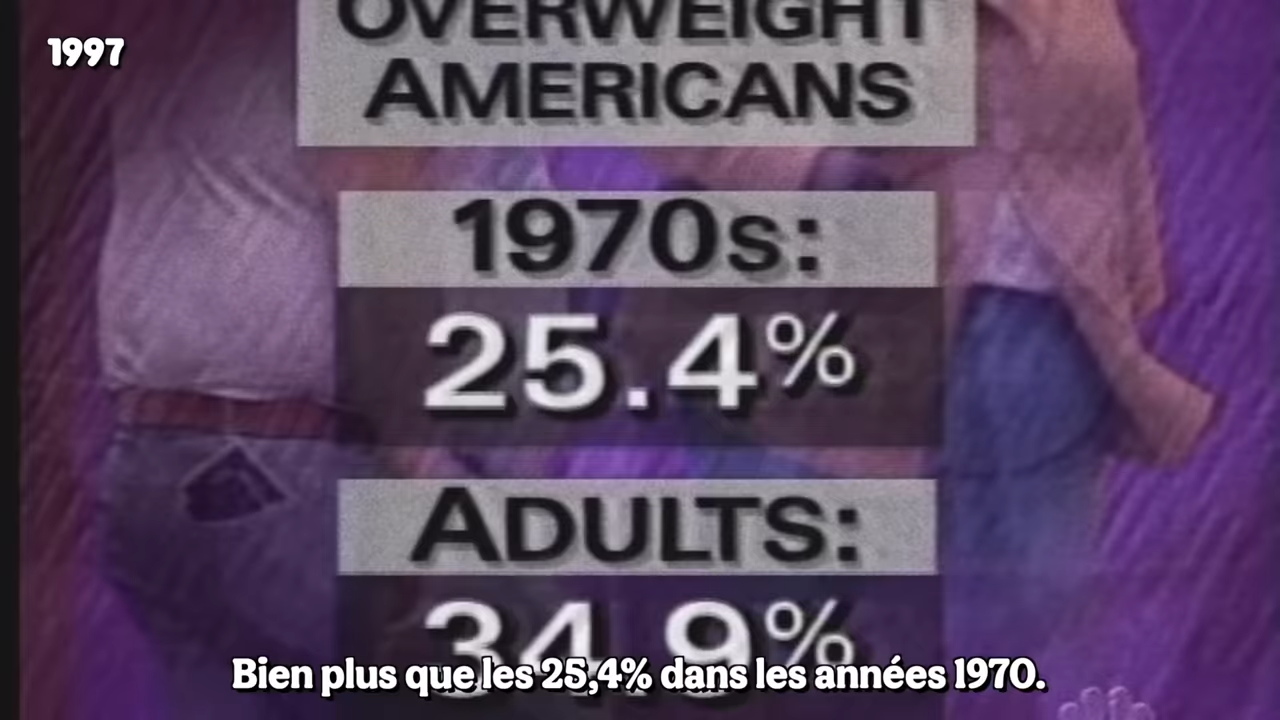 1997
OVERWEIGHT
AMERICANS
1970s:
25.4%
ADULTS:
34.9%
Bien plus que les 25,4% dans les années 1970.